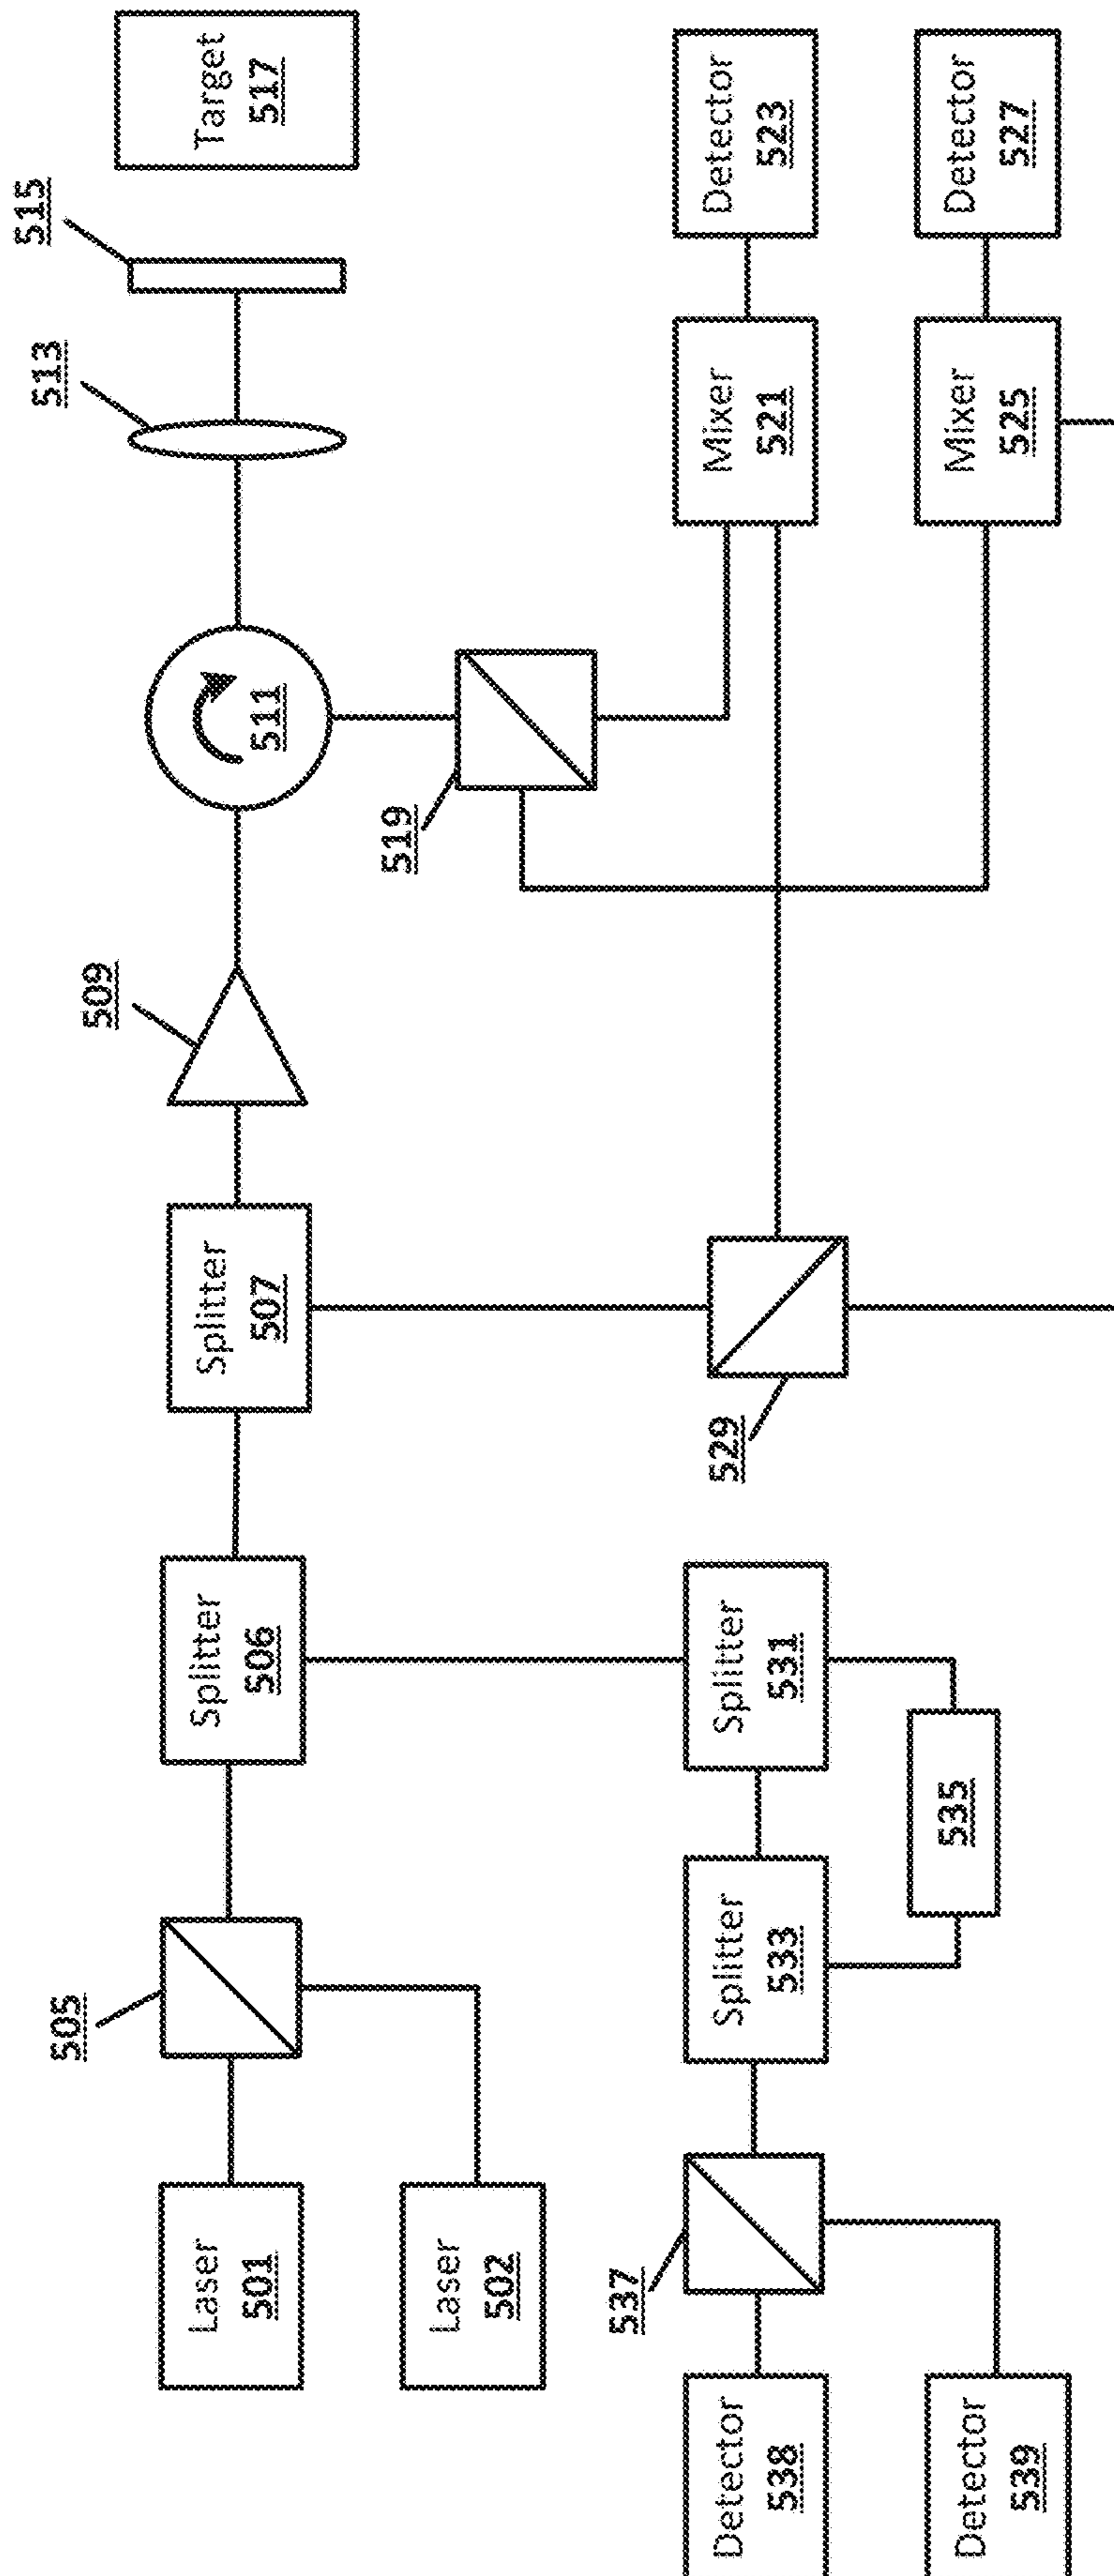 Laser
501
Laser
502
505
Splitter
506
Splitter
507
509
511
513
515
Target
517
519
Mixer
521
Detector
523
Mixer
525
Detector
527
529
Splitter
531
Splitter
533
535
537
Detector
538
Detector
539